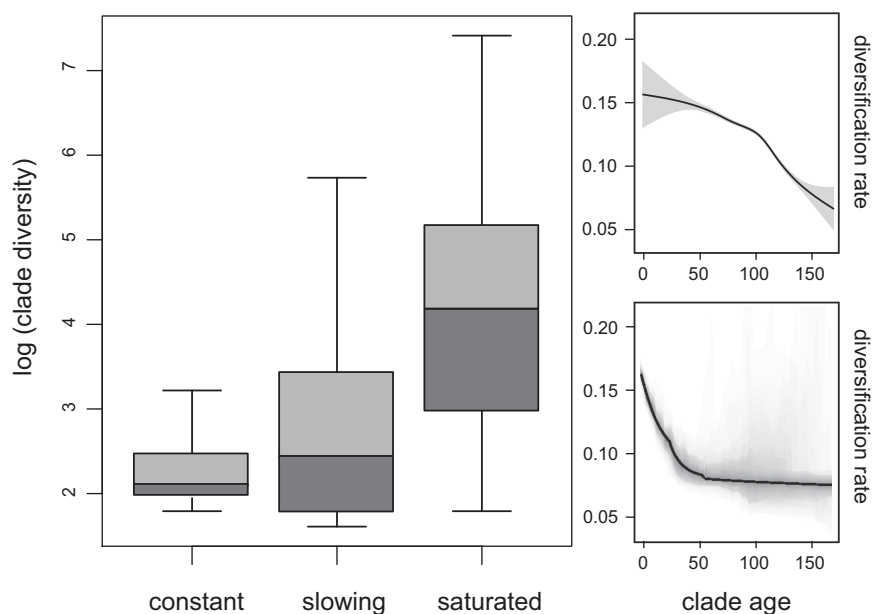 log (clade diversity)
7
6
5
4
3
2
constant slowing saturated
0.20
0.15
0.10
0.05
0 50 100 150
diversification rate
0.20
0.15
0.10
0.05
0 50 100 150
diversification rate
clade age